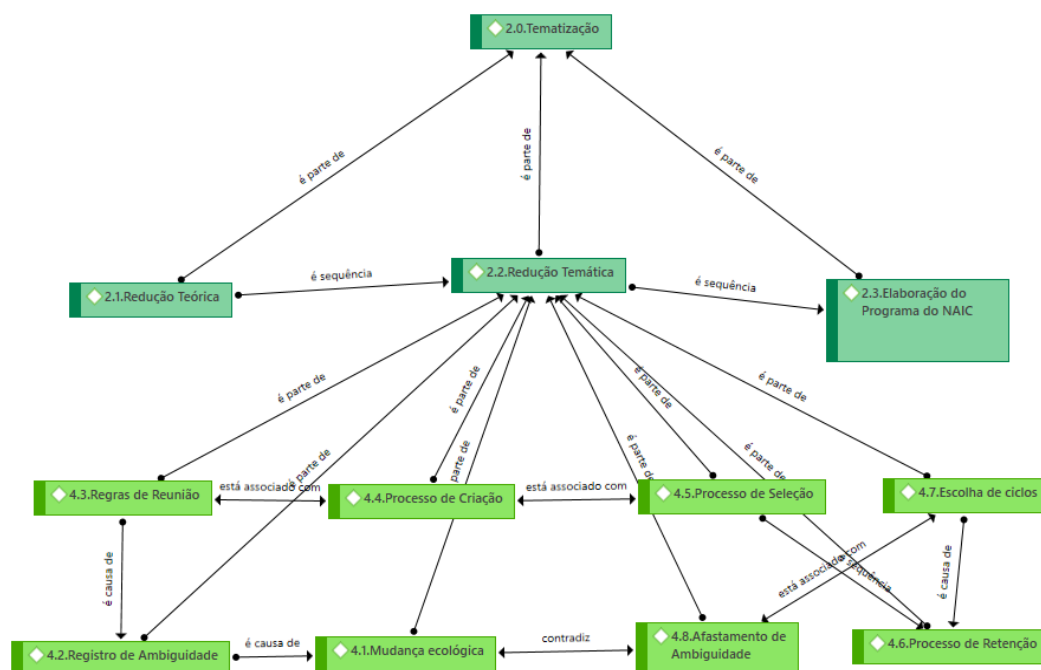 2.0.Tematização
é parte de
é parte de
é parte de
2.1.Redução Teórica
é sequência
2.2.Redução Temática
é sequência
2.3.Elaboração do
Programa do NAIC
é parte de
é parte de
é parte de
é parte de
é parte de
parte de
é parte de
é parte de
4.3.Regras de Reunião
está associado com
4.4.Processo de Criação
está associado com
4.5.Processo de Seleção
4.7.Escolha de ciclos
é causa de
está associado com
sequência
é causa de
4.2.Registro de Ambiguidade
é causa de
4.1.Mudança ecológica
contradiz
4.8.Afastamento de
Ambiguidade
4.6.Processo de Retenção